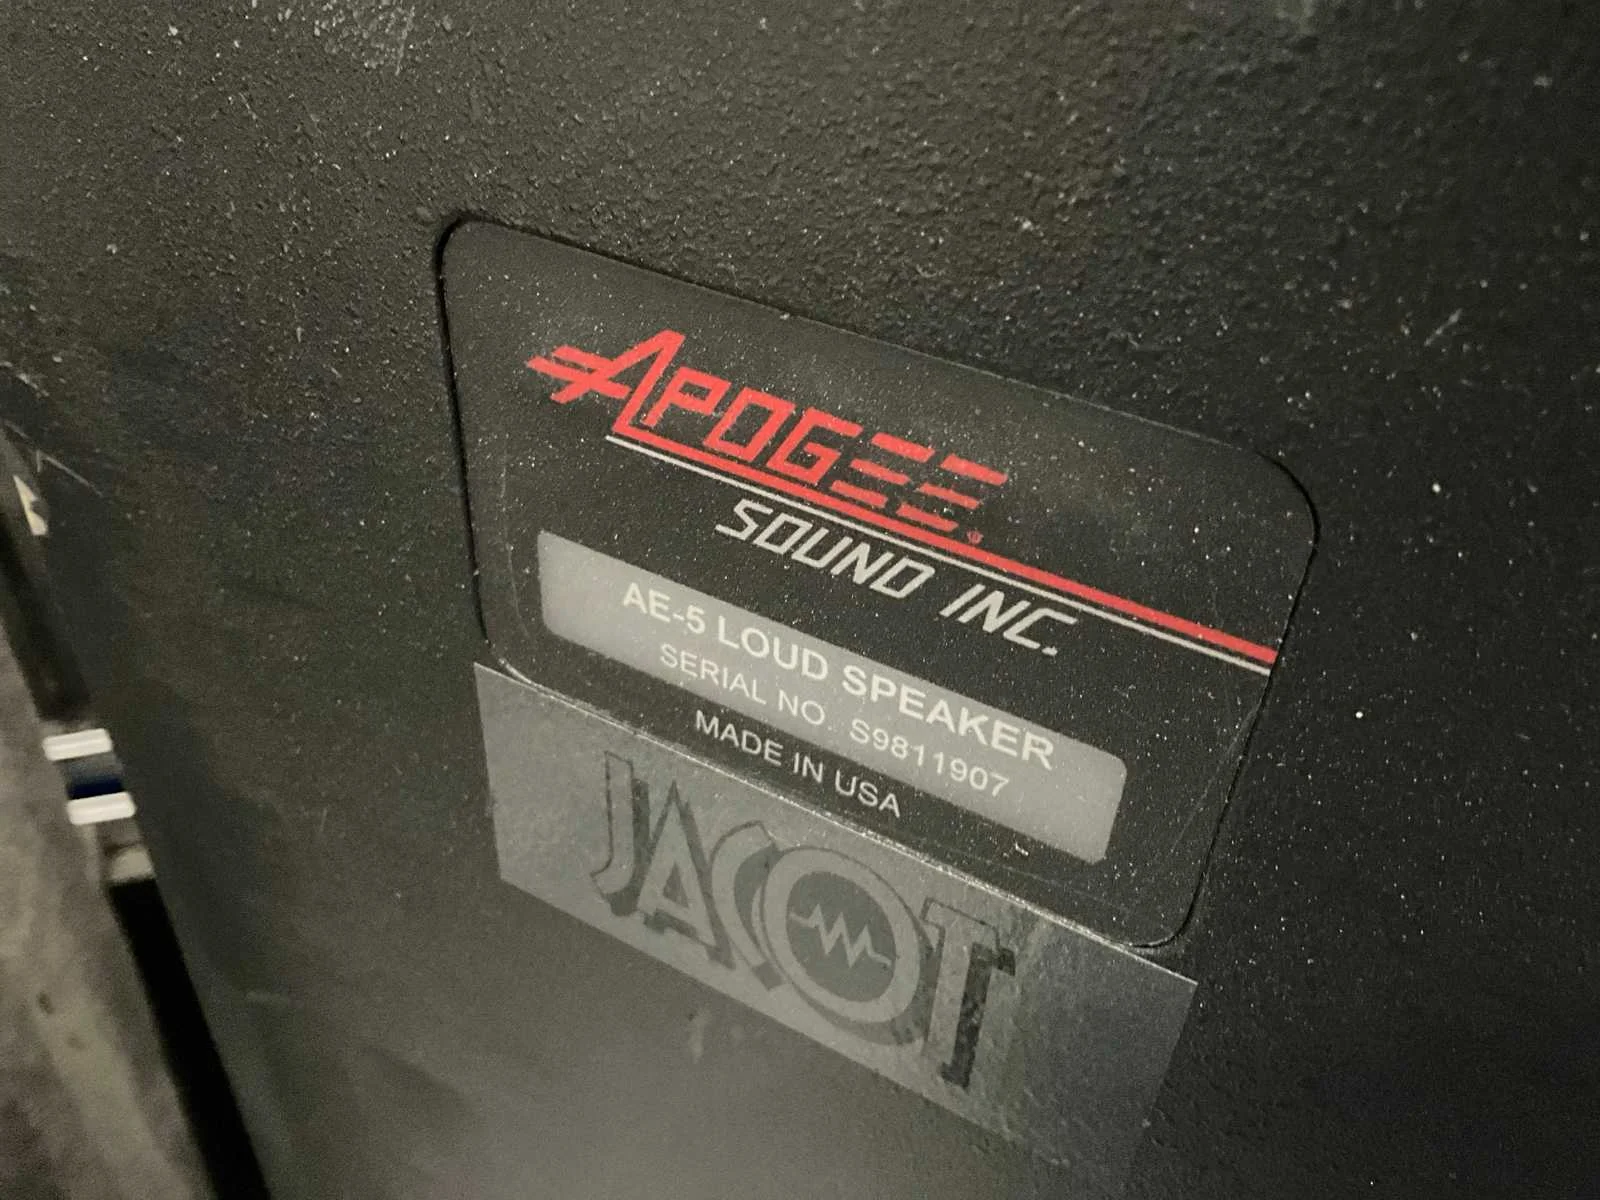 APOGEE®
SOUND INC.
AE-5 LOUD SPEAKER
SERIAL NO. S9811907
MADE IN USA
JACOT